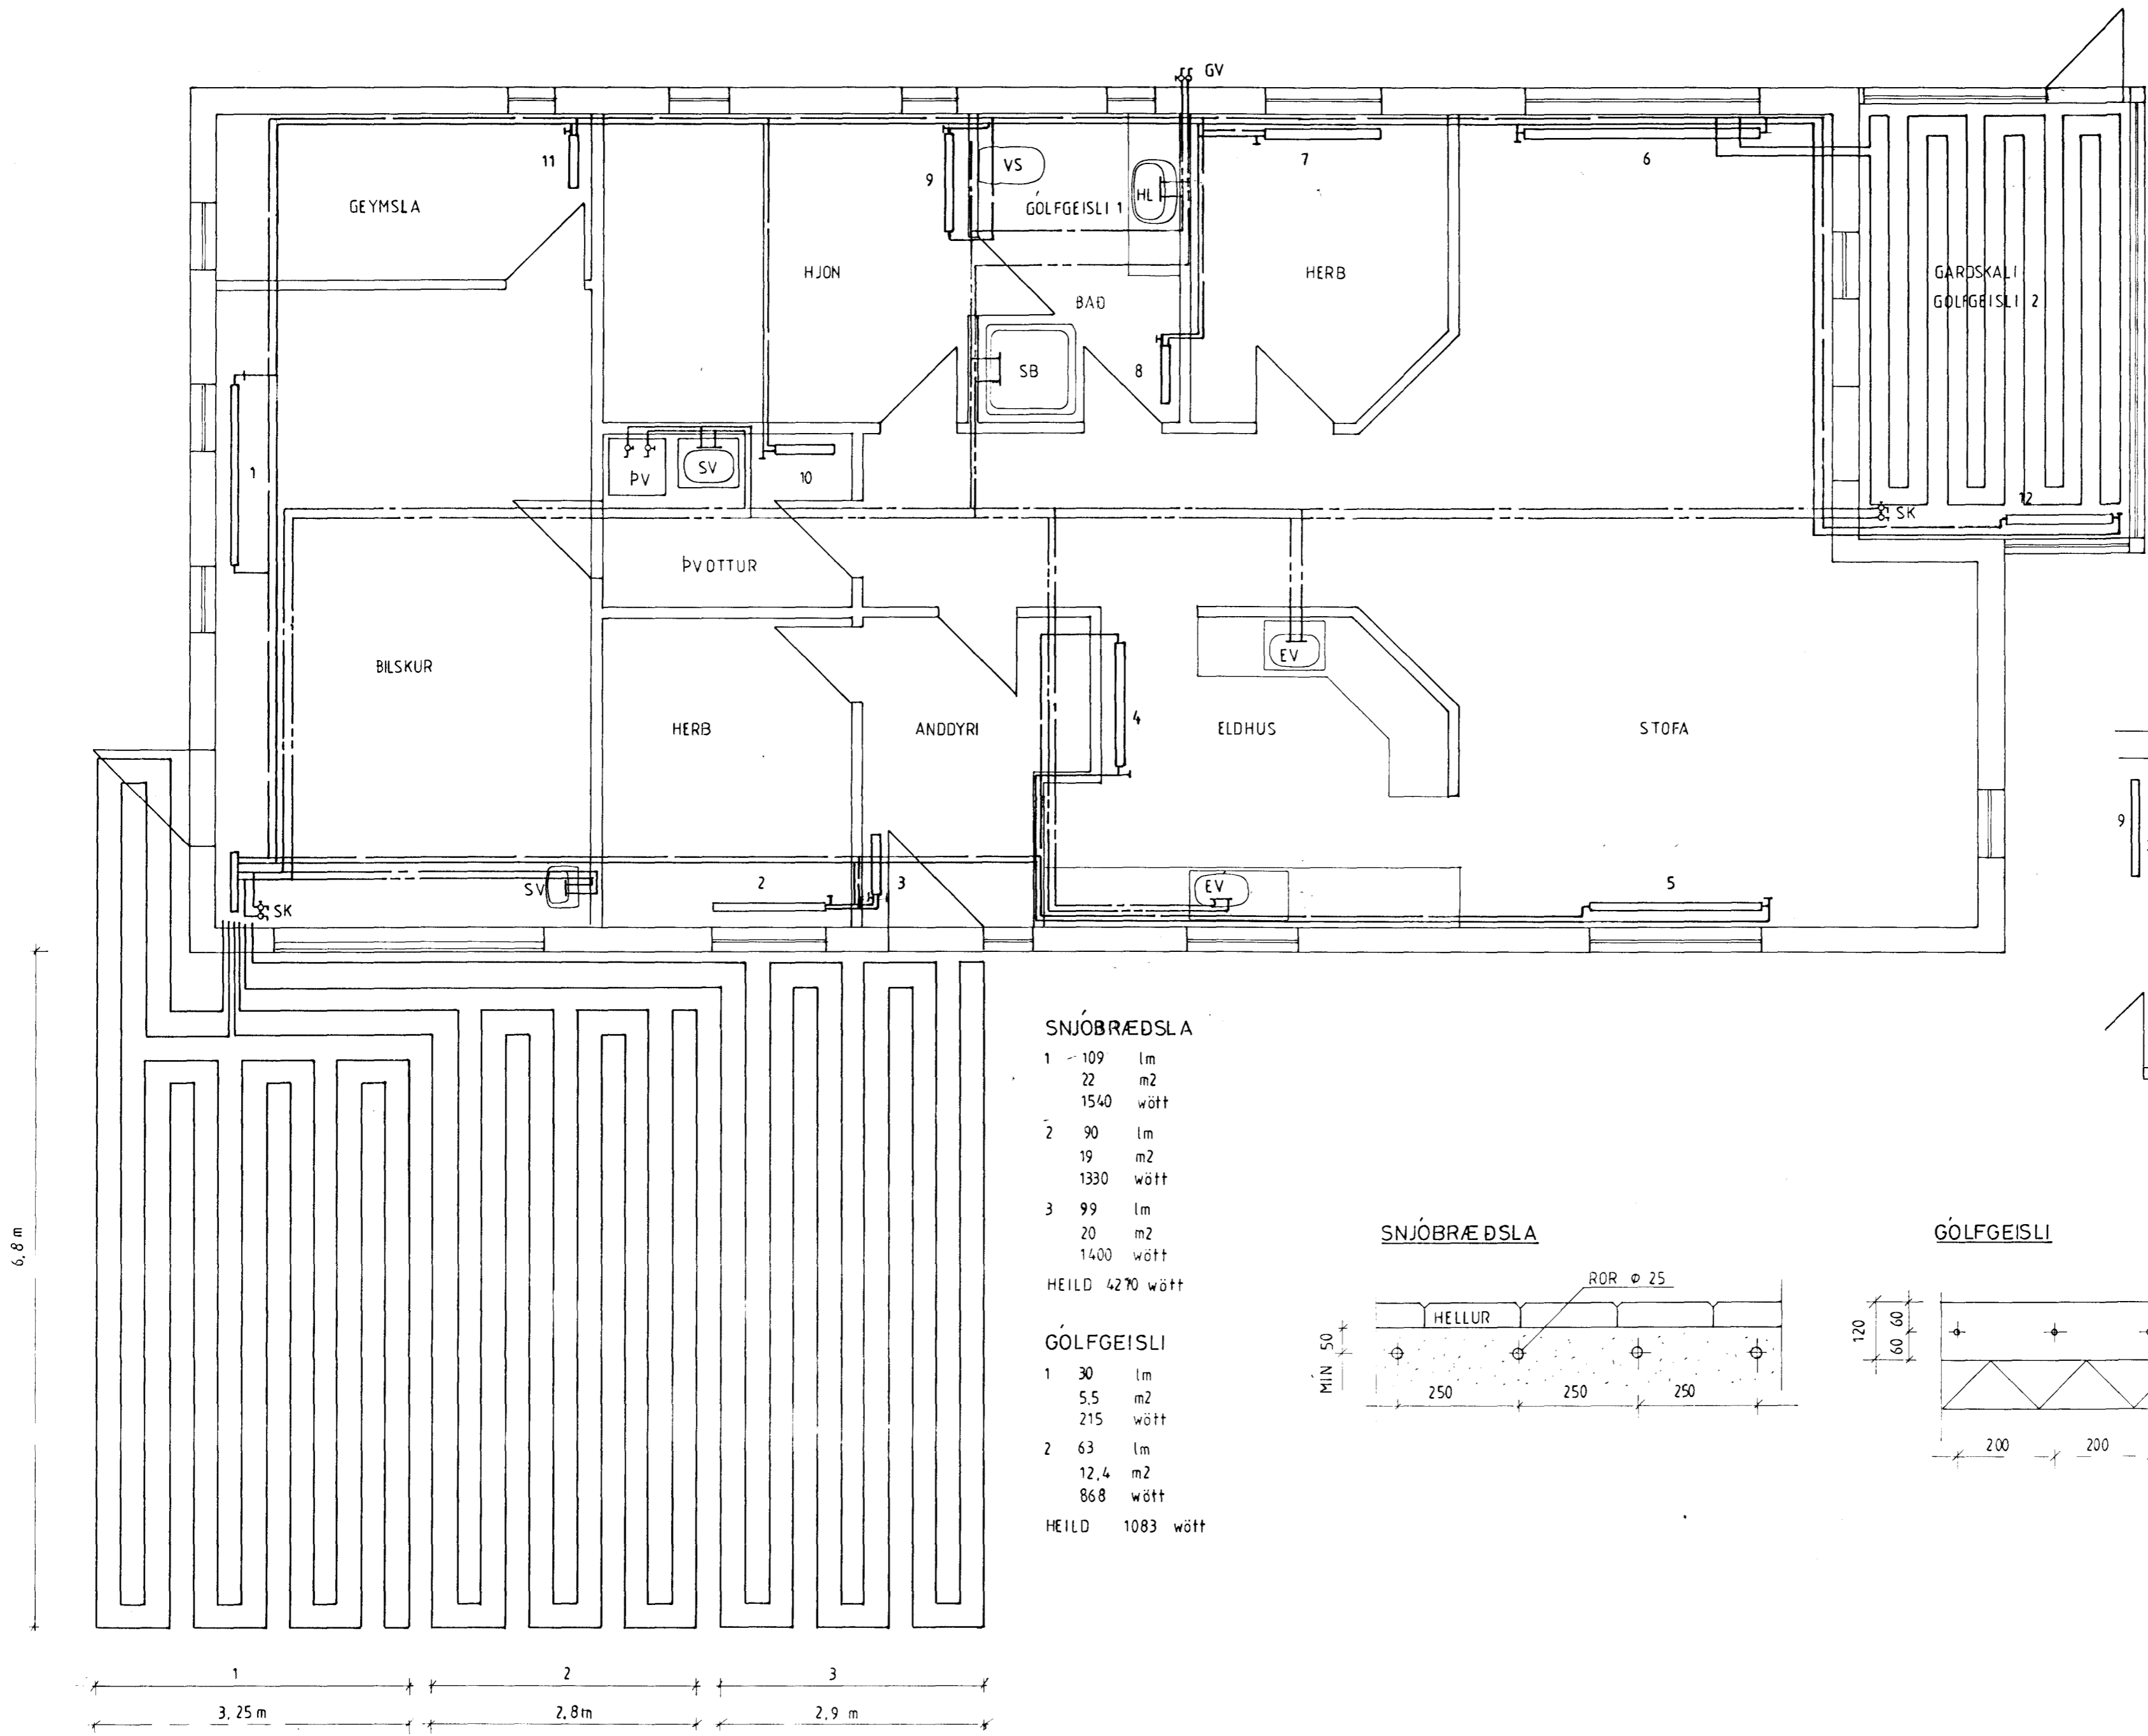 GV
11
9
VS
7
6
GEYMSLA
GÓLFGEISLI 1
HL
HJON
HERB
GARDSKALI
GÓLFGEISLI 2
BAÐ
1
SB
8
ÞV
SV
10
12
SK
ÞVOTTUR
EV
BILSKUR
HERB
ANDDYRI
4
ELDHUS
STOFA
9
SV
2
3
EV
5
SK
SNJÓBRÆÐSLA
1 109 lm
22 m2
1540 wött
2 90 lm
19 m2
1330 wött
3 99 lm
20 m2
1400 wött
HEILD 4270 wött
GÓLFGEISLI
1 30 lm
5,5 m2
215 wött
2 63 lm
12,4 m2
868 wött
HEILD 1083 wött
6,8 m
SNJÓBRÆÐSLA
ROR Φ 25
HELLUR
MIN 50
250 250 250
GÓLFGEISLI
120
60 60
200 200
1 2 3
3,25 m 2,8 m 2,9 m